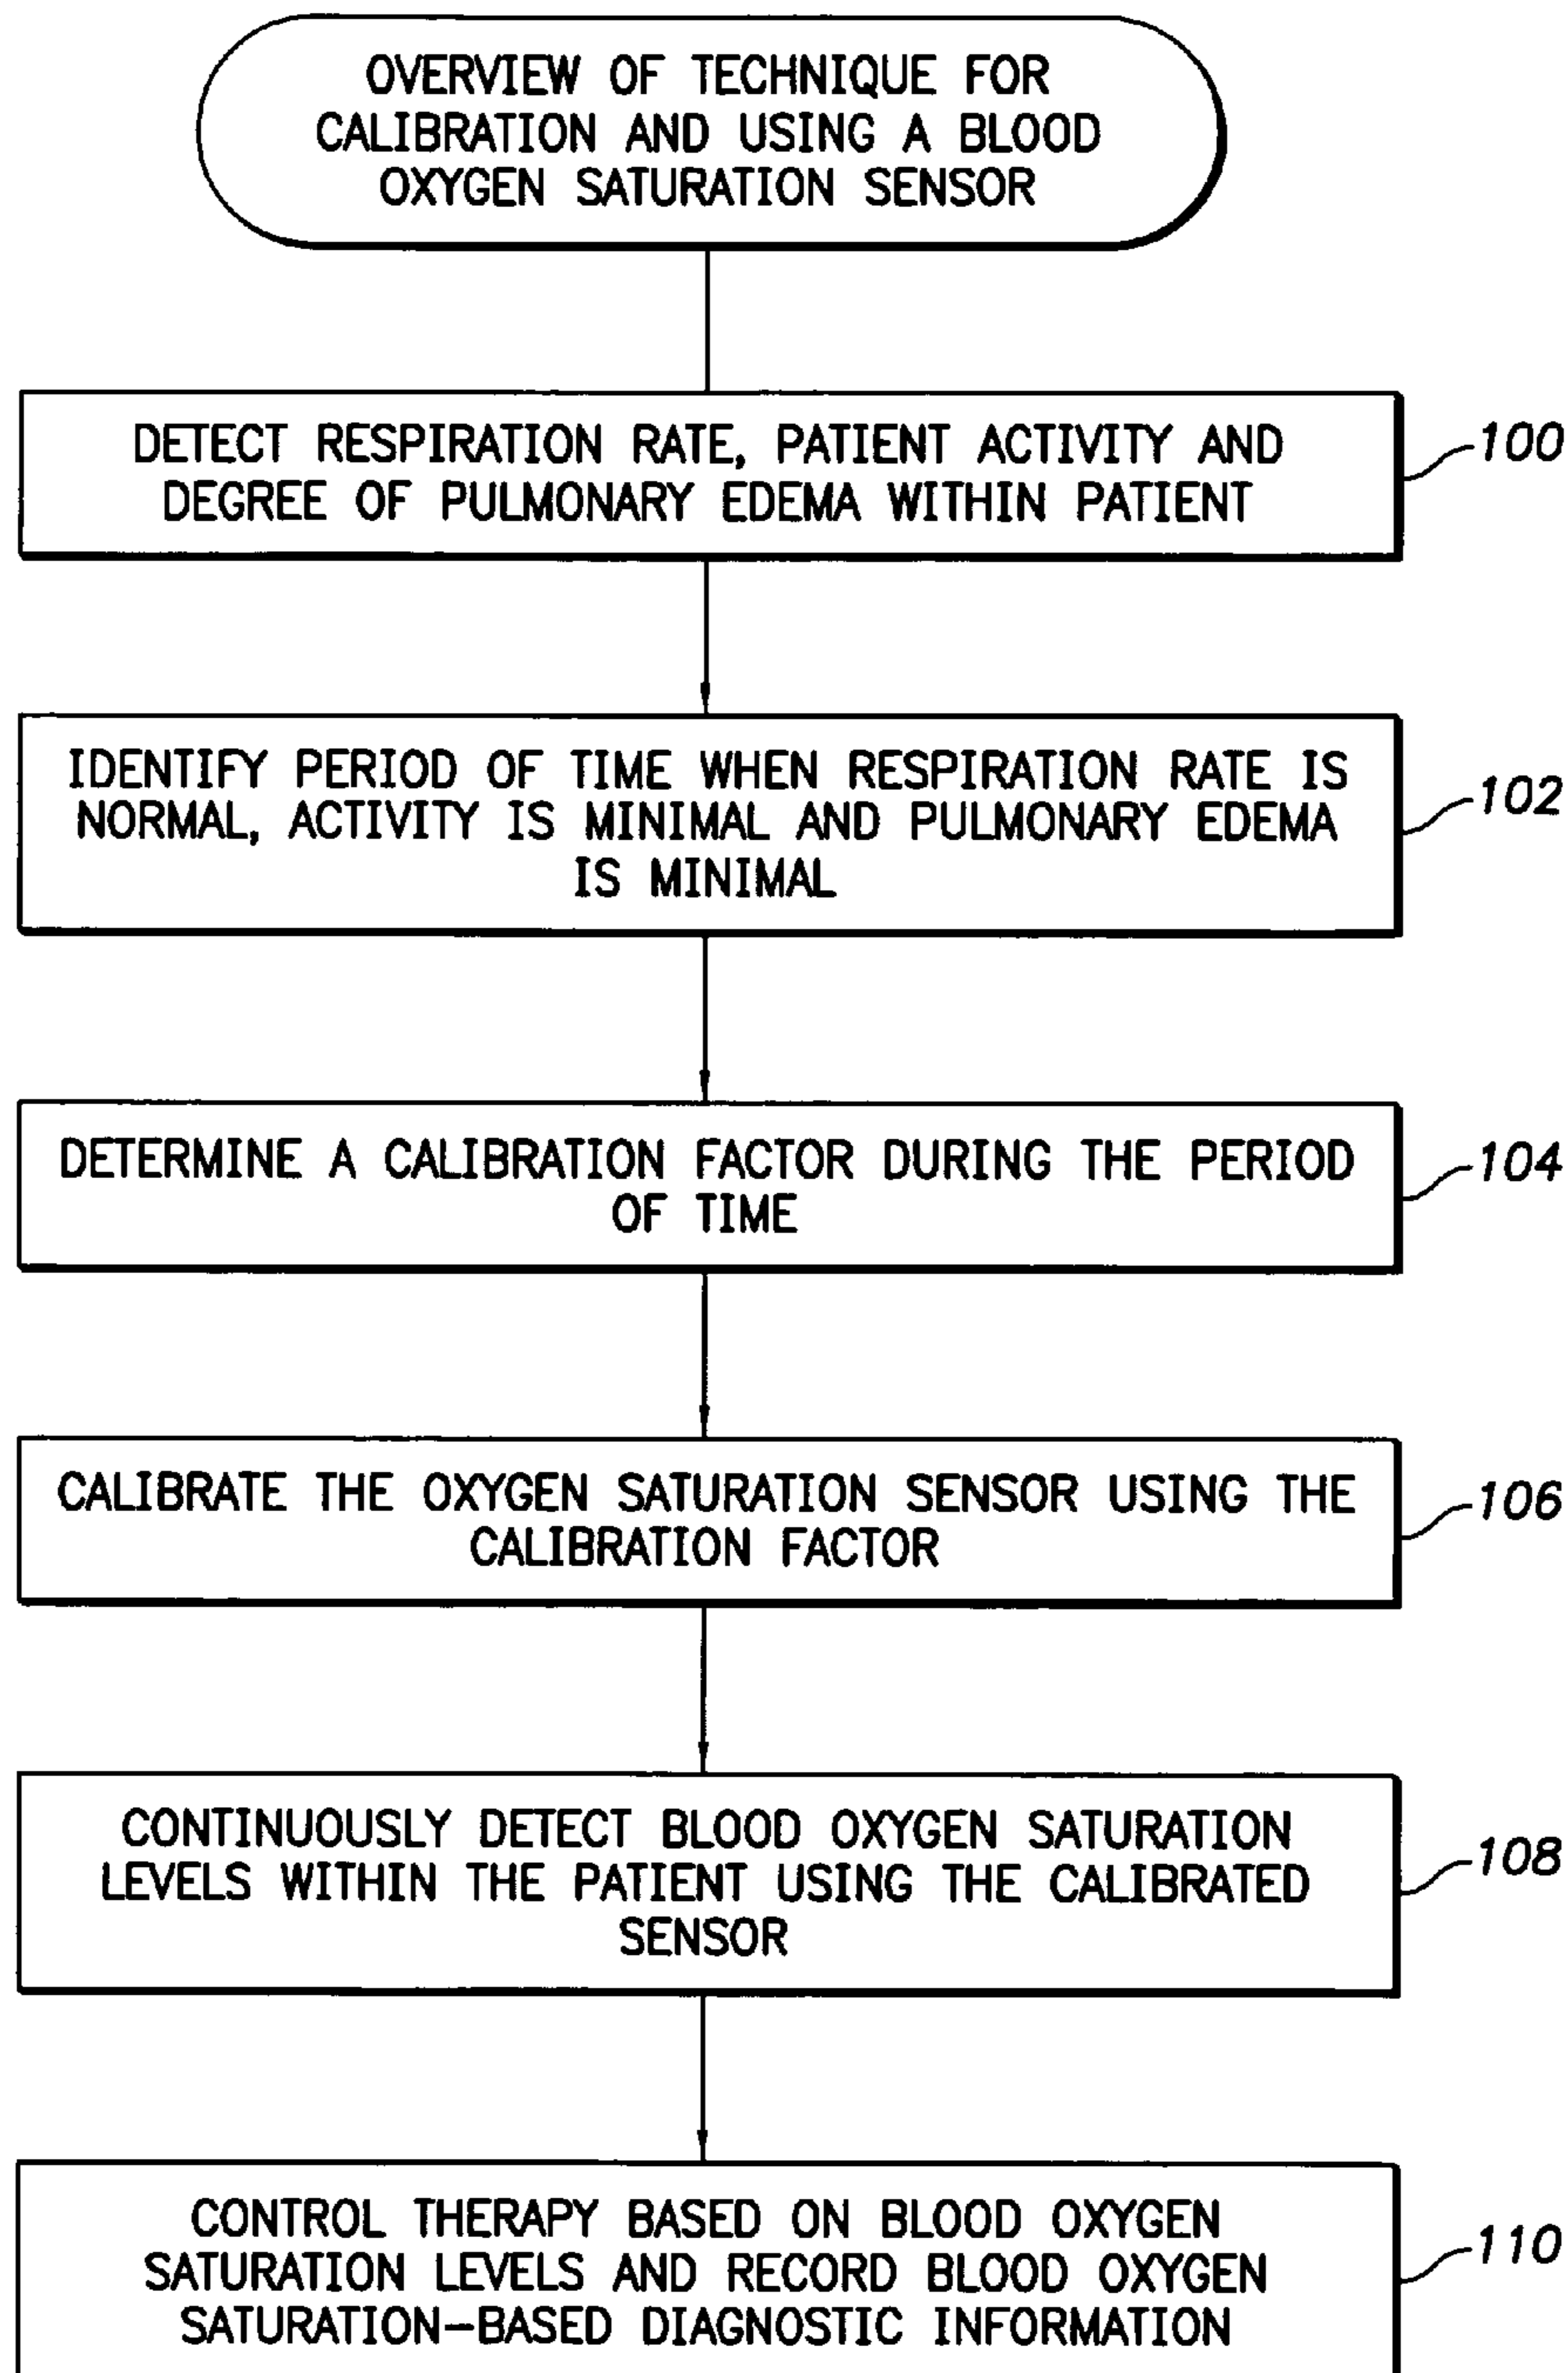 OVERVIEW OF TECHNIQUE FOR
CALIBRATION AND USING A BLOOD
OXYGEN SATURATION SENSOR
DETECT RESPIRATION RATE, PATIENT ACTIVITY AND
DEGREE OF PULMONARY EDEMA WITHIN PATIENT
100
IDENTIFY PERIOD OF TIME WHEN RESPIRATION RATE IS
NORMAL, ACTIVITY IS MINIMAL AND PULMONARY EDEMA
IS MINIMAL
102
DETERMINE A CALIBRATION FACTOR DURING THE PERIOD
OF TIME
104
CALIBRATE THE OXYGEN SATURATION SENSOR USING THE
CALIBRATION FACTOR
106
CONTINUOUSLY DETECT BLOOD OXYGEN SATURATION
LEVELS WITHIN THE PATIENT USING THE CALIBRATED
SENSOR
108
CONTROL THERAPY BASED ON BLOOD OXYGEN
SATURATION LEVELS AND RECORD BLOOD OXYGEN
SATURATION-BASED DIAGNOSTIC INFORMATION
110